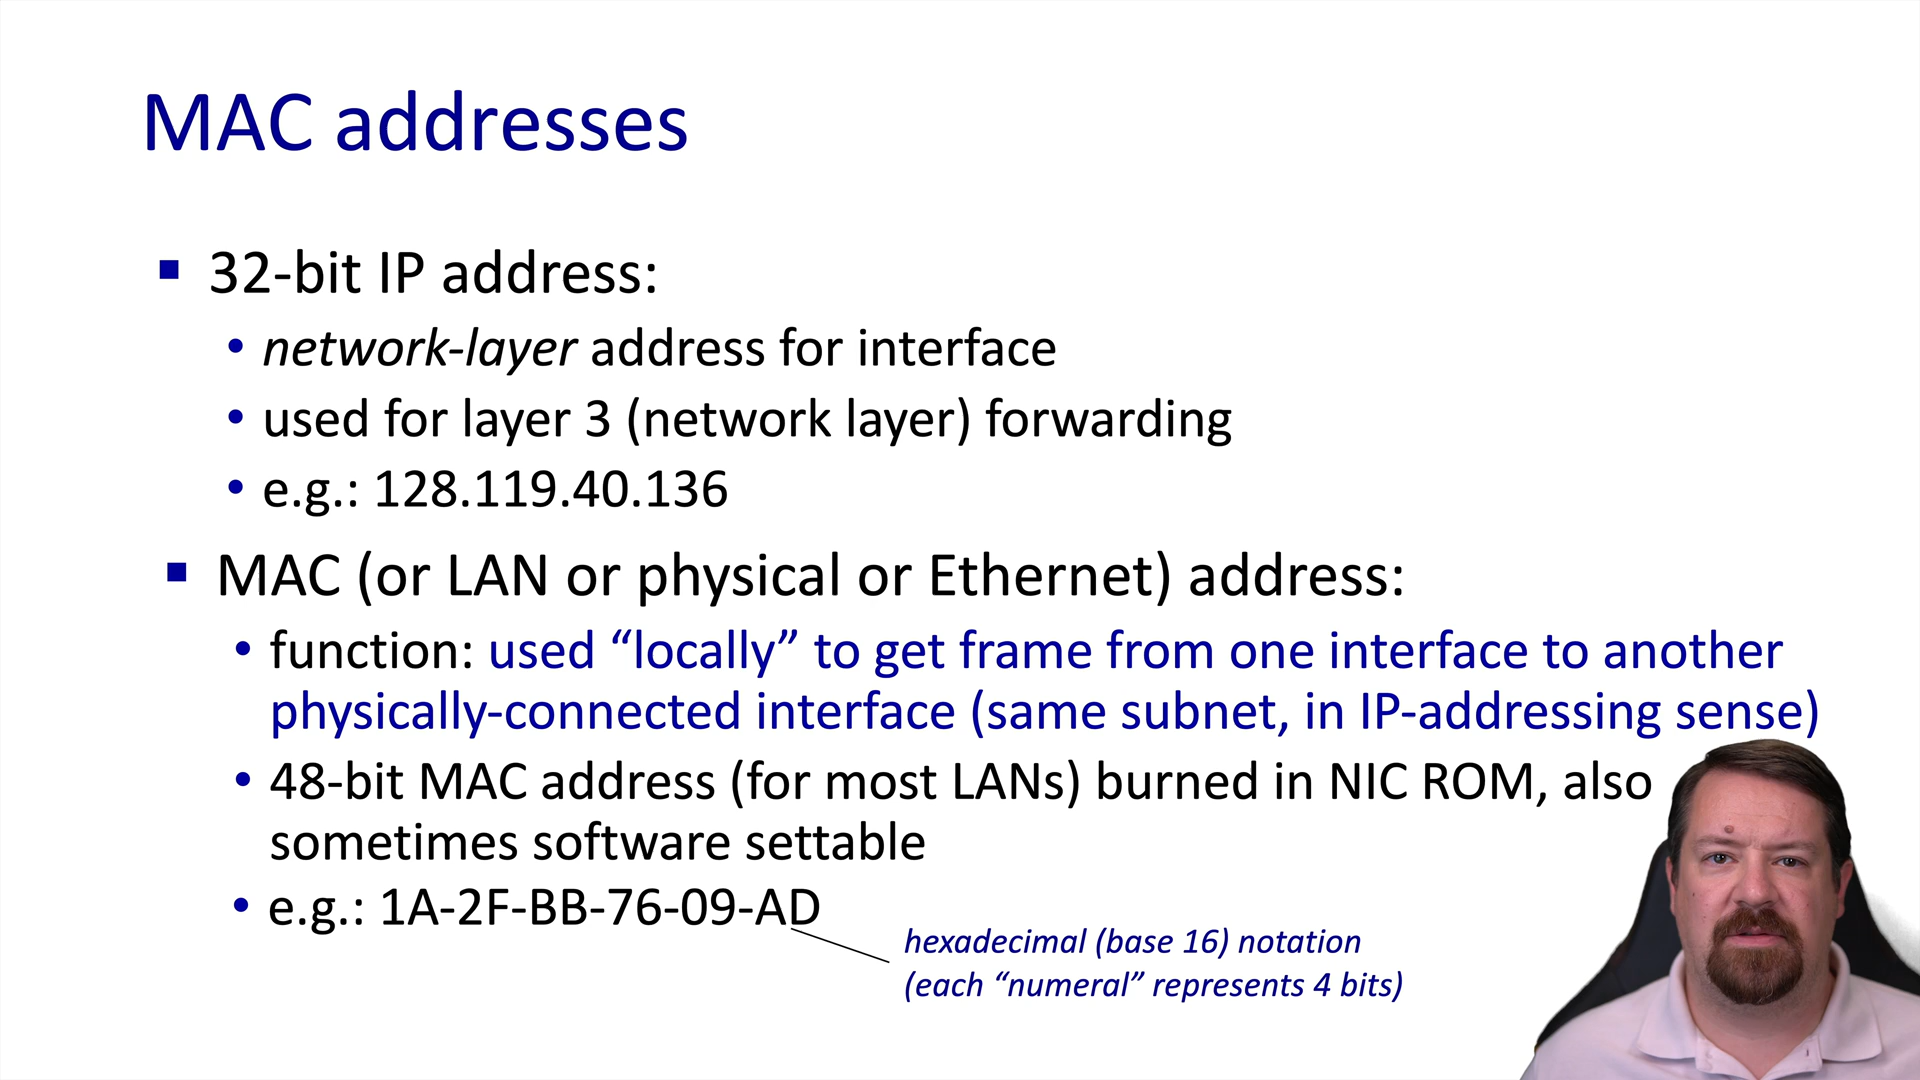 MAC addresses
▪ 32-bit IP address:
• network-layer address for interface
• used for layer 3 (network layer) forwarding
• e.g.: 128.119.40.136
▪ MAC (or LAN or physical or Ethernet) address:
• function: used “locally” to get frame from one interface to another
physically-connected interface (same subnet, in IP-addressing sense)
• 48-bit MAC address (for most LANs) burned in NIC ROM, also
sometimes software settable
• e.g.: 1A-2F-BB-76-09-AD
hexadecimal (base 16) notation
(each “numeral” represents 4 bits)